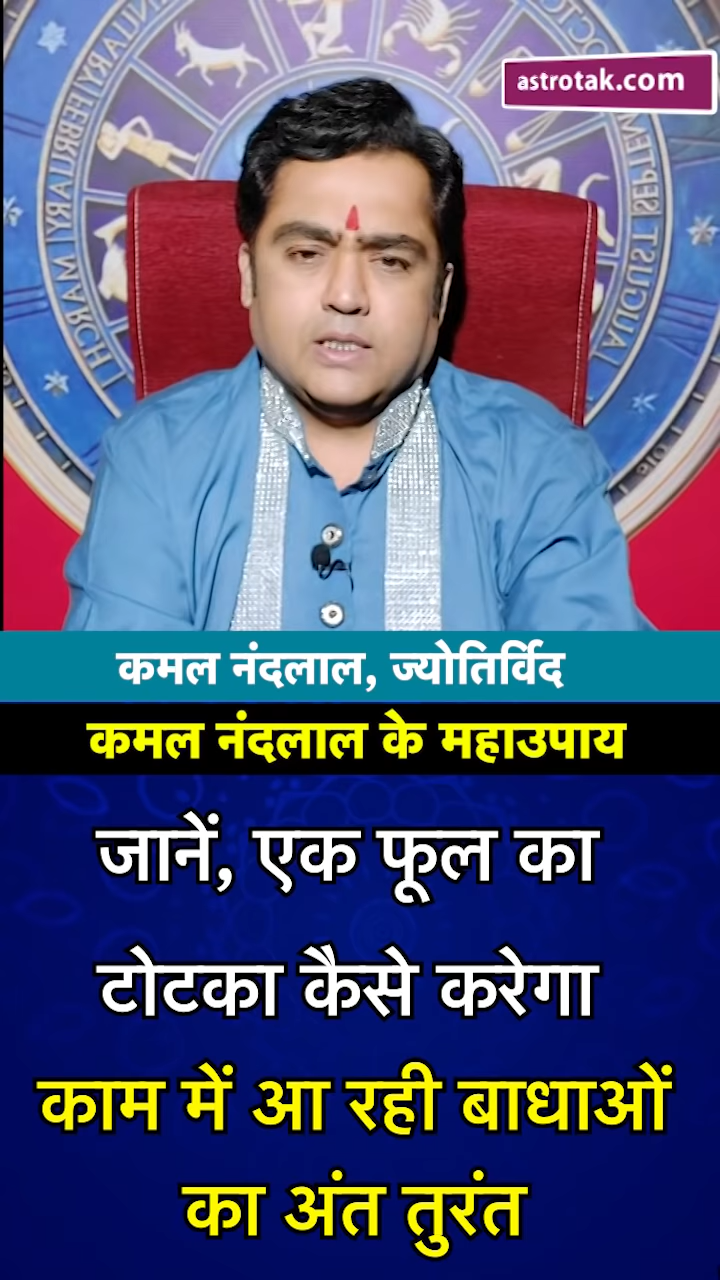 astrotak.com
कमल नंदलाल, ज्योतिर्विद
कमल नंदलाल के महाउपाय
जानें, एक फूल का
टोटका कैसे करेगा
काम में आ रही बाधाओं
का अंत तुरंत